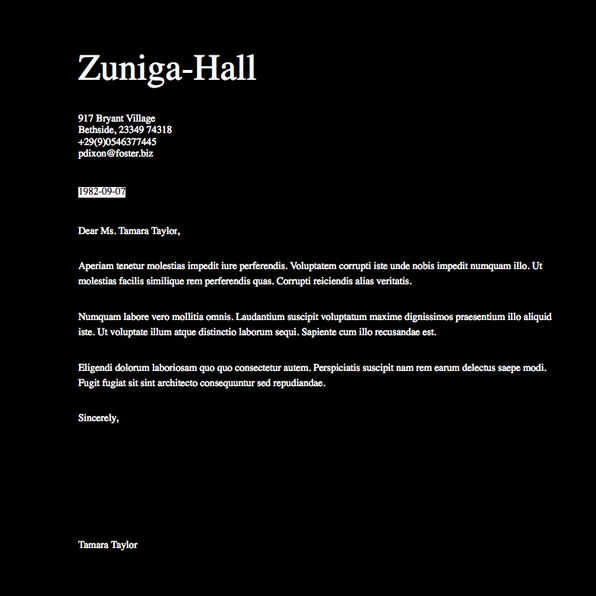 Zuniga-Hall
917 Bryant Village
Bethside, 23349 74318
+29(9)0546377445
pdixon@foster.biz
1982-09-07
Dear Ms. Tamara Taylor,
Aperiam tenetur molestias impedit iure perferendis. Voluptatem corrupti iste unde nobis impedit numquam illo. Ut
molestias facilis similique rem perferendis quas. Corrupti reiciendis alias veritatis.
Numquam labore vero mollitia omnis. Laudantium suscipit voluptatum maxime dignissimos praesentium illo aliquid
iste. Ut voluptate illum atque distinctio laborum sequi. Sapiente cum illo recusandae est.
Eligendi dolorum laboriosam quo quo consectetur autem. Perspiciatis suscipit nam rem earum delectus saepe modi.
Fugit fugiat sit sint architecto consequuntur sed repudiandae.
Sincerely,
Tamara Taylor